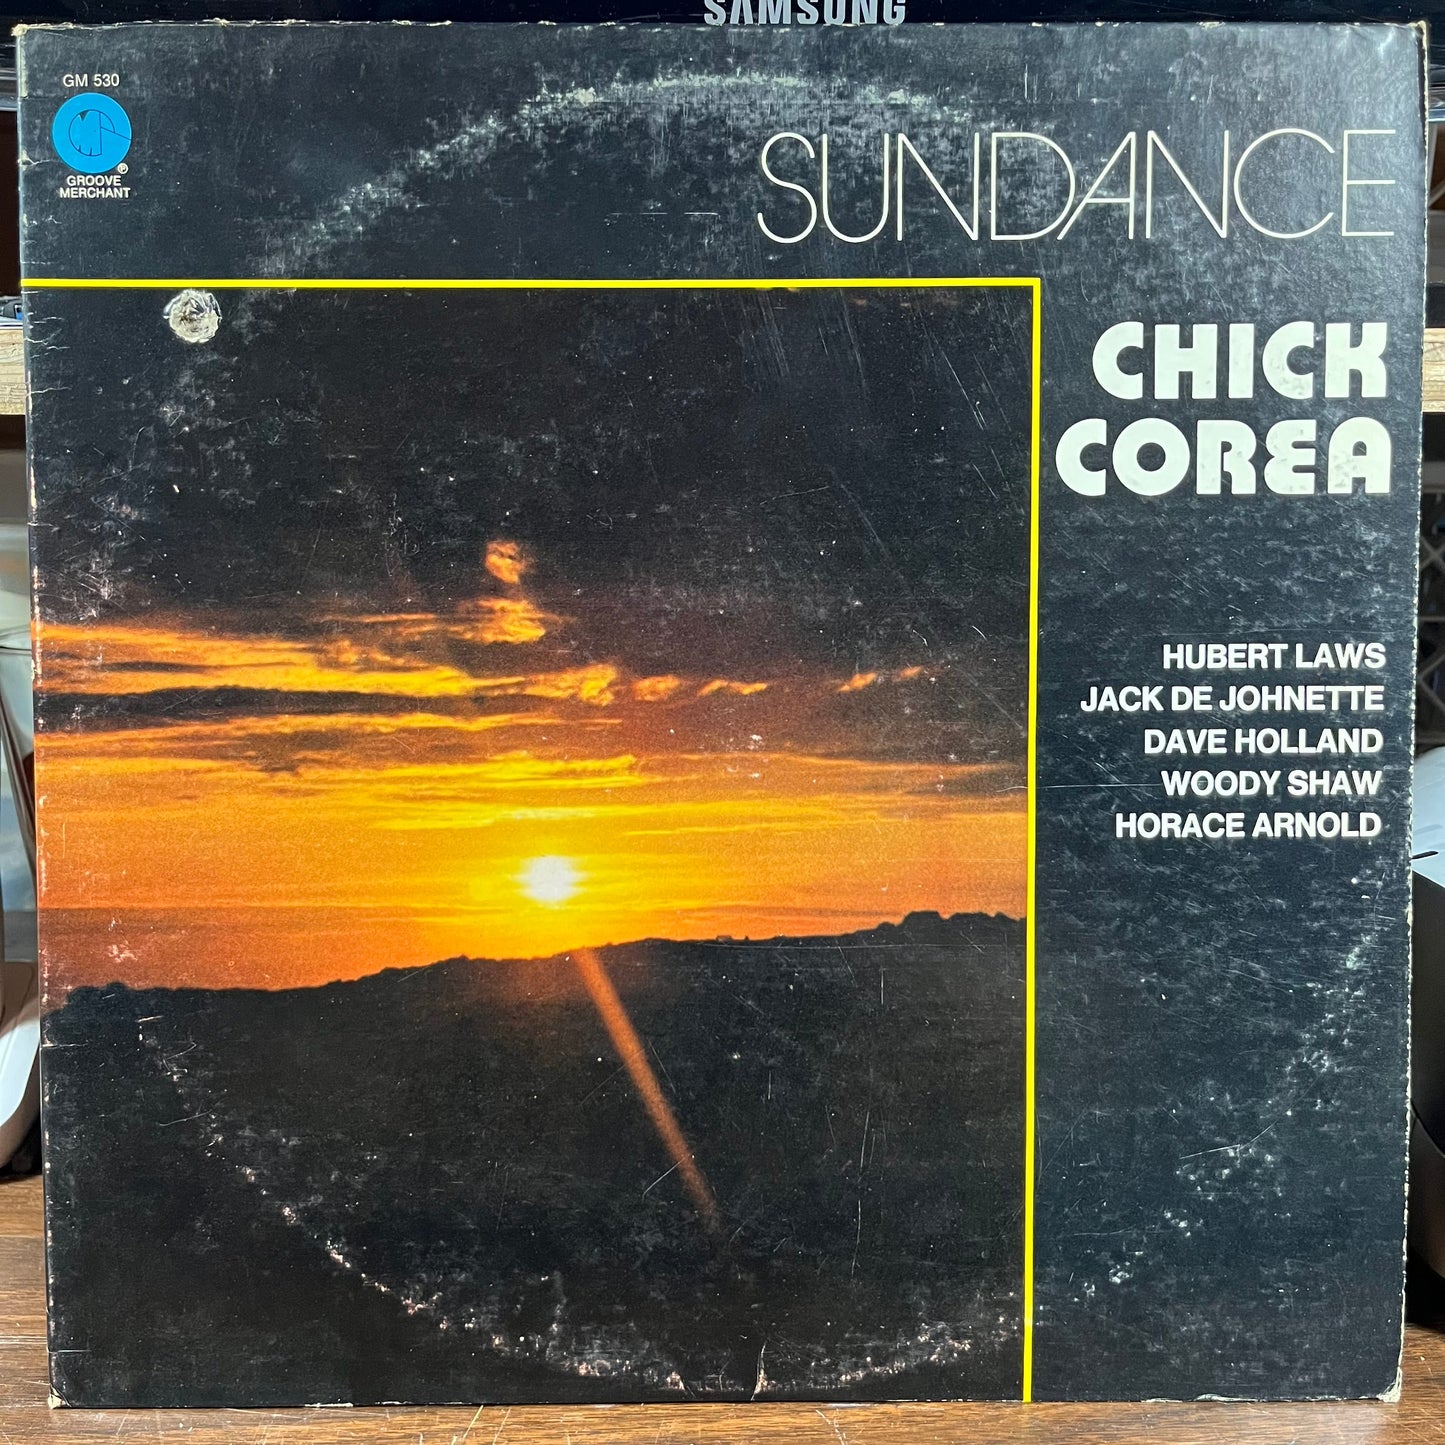 SAMSUNG
GM 530
GROOVE
MERCHANT
SUNDANCE
CHICK
COREA
HUBERT LAWS
JACK DE JOHNETTE
DAVE HOLLAND
WOODY SHAW
HORACE ARNOLD